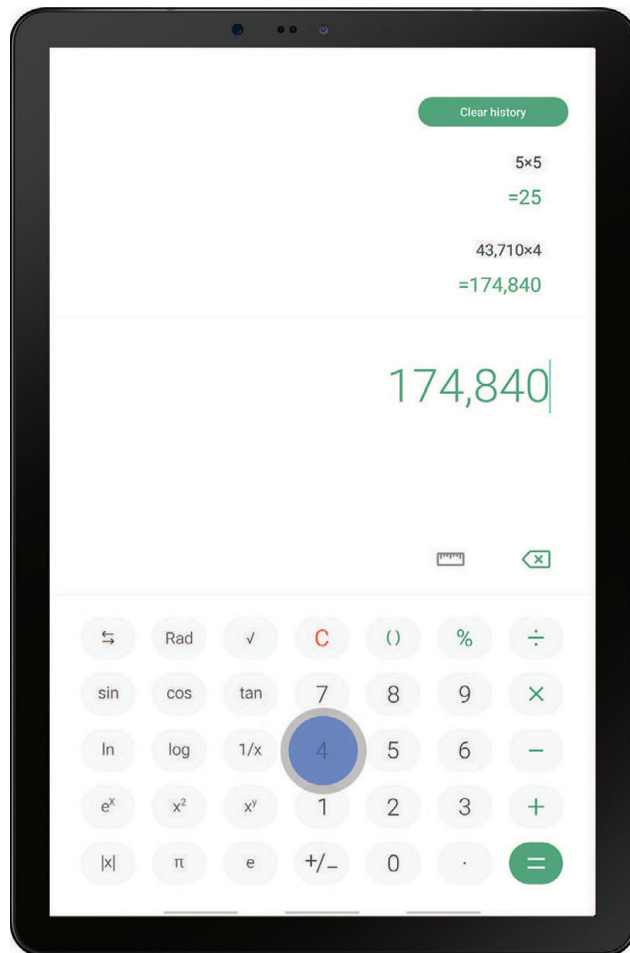 Clear history
5×5
=25
43,710×4
=174,840
174,840
⇆ Rad √ C () % ÷
sin cos tan 7 8 9 ×
ln log 1/x 4 5 6 −
eˣ x² xʸ 1 2 3 +
|x| π e +/− 0 . =